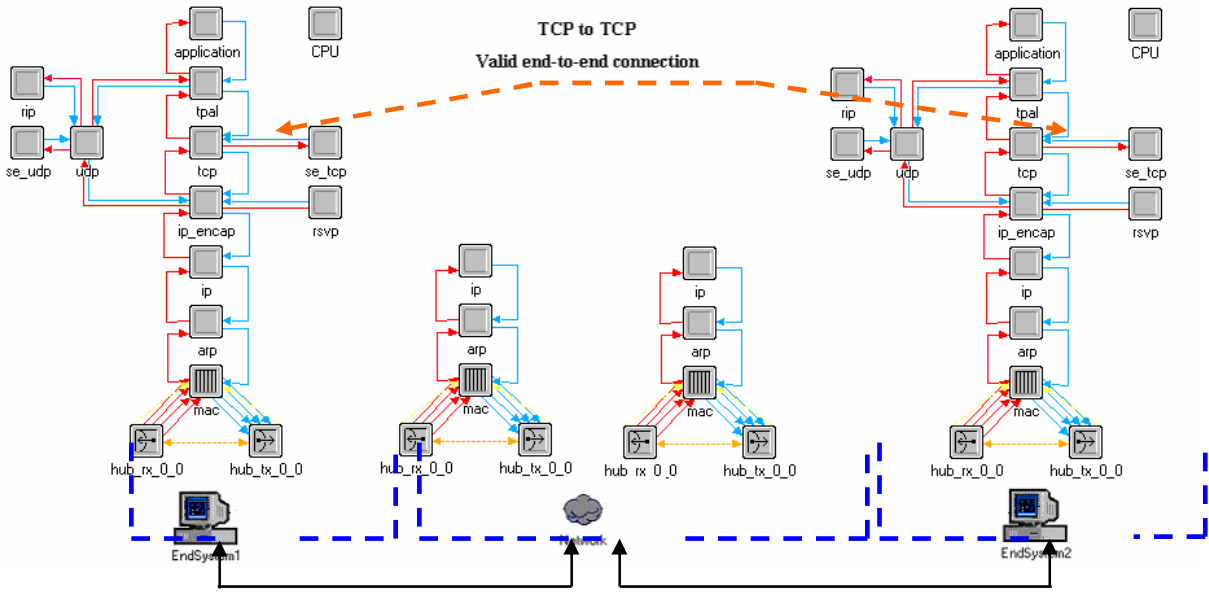 TCP to TCP
Valid end-to-end connection
application
CPU
rip
tpal
se_udp
udp
tcp
se_tcp
ip_encap
rsvp
ip
arp
mac
hub_rx_0_0
hub_tx_0_0
EndSystem1
ip
arp
mac
hub_rx_0_0
hub_tx_0_0
ip
arp
mac
hub_rx_0_0
hub_tx_0_0
Network
application
CPU
rip
tpal
se_udp
udp
tcp
se_tcp
ip_encap
rsvp
ip
arp
mac
hub_rx_0_0
hub_tx_0_0
EndSystem2